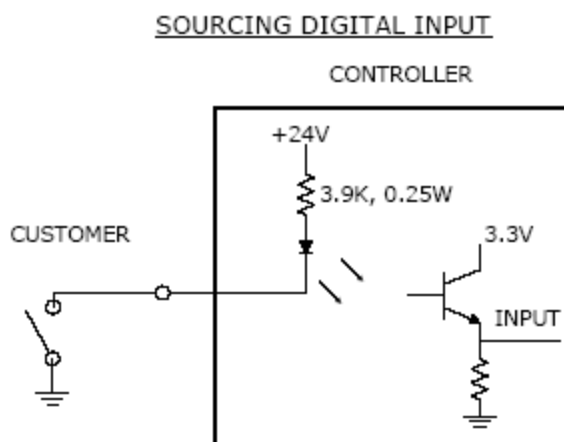 SOURCING DIGITAL INPUT
CONTROLLER
+24V
3.9K, 0.25W
CUSTOMER
3.3V
INPUT